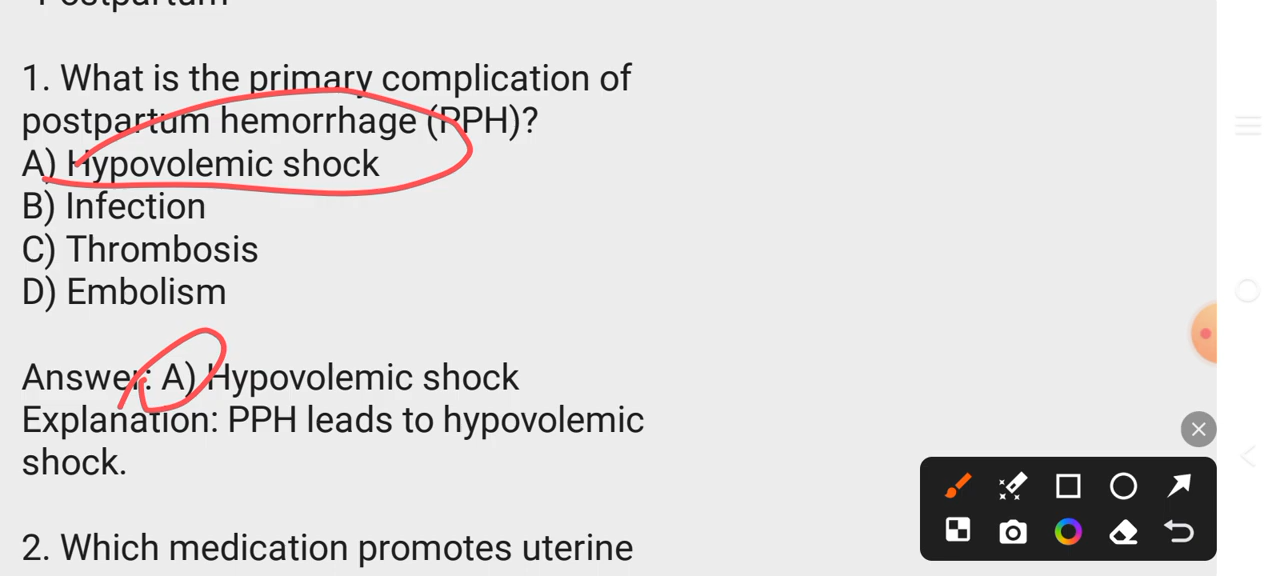 Postpartum
1. What is the primary complication of
postpartum hemorrhage (PPH)?
A) Hypovolemic shock
B) Infection
C) Thrombosis
D) Embolism
Answer: A) Hypovolemic shock
Explanation: PPH leads to hypovolemic
shock.
2. Which medication promotes uterine